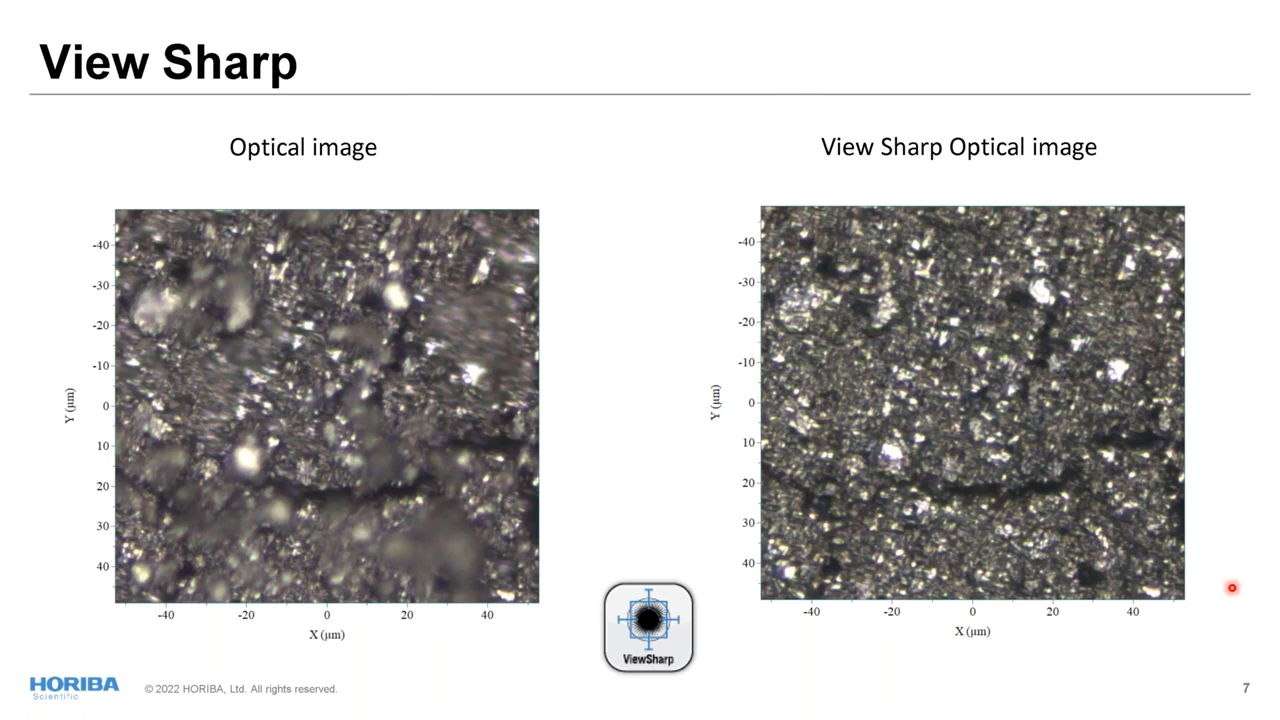 View Sharp
Optical image
View Sharp Optical image
-40
-30
-20
-10
0
10
20
30
40
Y (µm)
-40
-20
0
20
40
X (µm)
-40
-30
-20
-10
0
10
20
30
40
Y (µm)
-40
-20
0
20
40
X (µm)
ViewSharp
HORIBA
Scientific
© 2022 HORIBA, Ltd. All rights reserved.
7